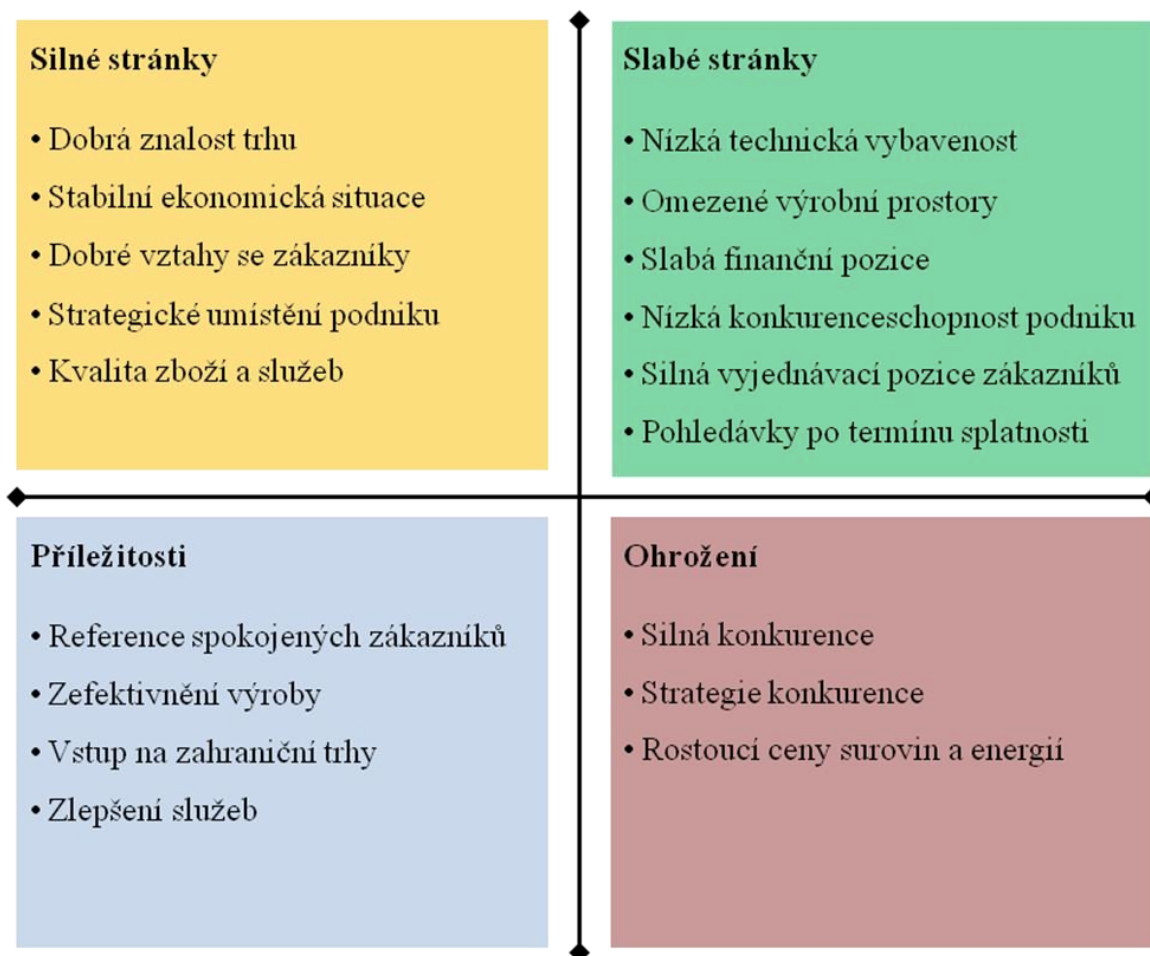 Silné stránky
• Dobrá znalost trhu
• Stabilní ekonomická situace
• Dobré vztahy se zákazníky
• Strategické umístění podniku
• Kvalita zboží a služeb
Slabé stránky
• Nízká technická vybavenost
• Omezené výrobní prostory
• Slabá finanční pozice
• Nízká konkurenceschopnost podniku
• Silná vyjednávací pozice zákazníků
• Pohledávky po termínu splatnosti
Příležitosti
• Reference spokojených zákazníků
• Zefektivnění výroby
• Vstup na zahraniční trhy
• Zlepšení služeb
Ohrožení
• Silná konkurence
• Strategie konkurence
• Rostoucí ceny surovin a energií